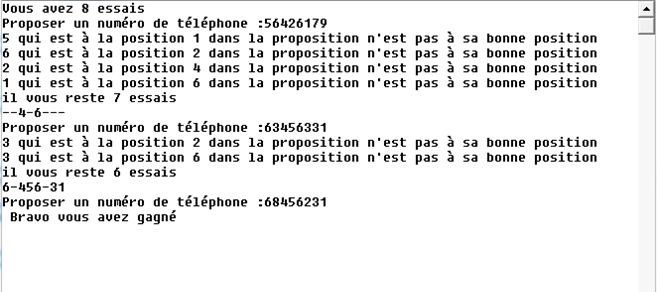 Vous avez 8 essais
Proposer un numéro de téléphone :56426179
5 qui est à la position 1 dans la proposition n'est pas à sa bonne position
6 qui est à la position 2 dans la proposition n'est pas à sa bonne position
2 qui est à la position 4 dans la proposition n'est pas à sa bonne position
1 qui est à la position 6 dans la proposition n'est pas à sa bonne position
il vous reste 7 essais
--4-6---
Proposer un numéro de téléphone :63456331
3 qui est à la position 2 dans la proposition n'est pas à sa bonne position
3 qui est à la position 6 dans la proposition n'est pas à sa bonne position
il vous reste 6 essais
6-456-31
Proposer un numéro de téléphone :68456231
Bravo vous avez gagné